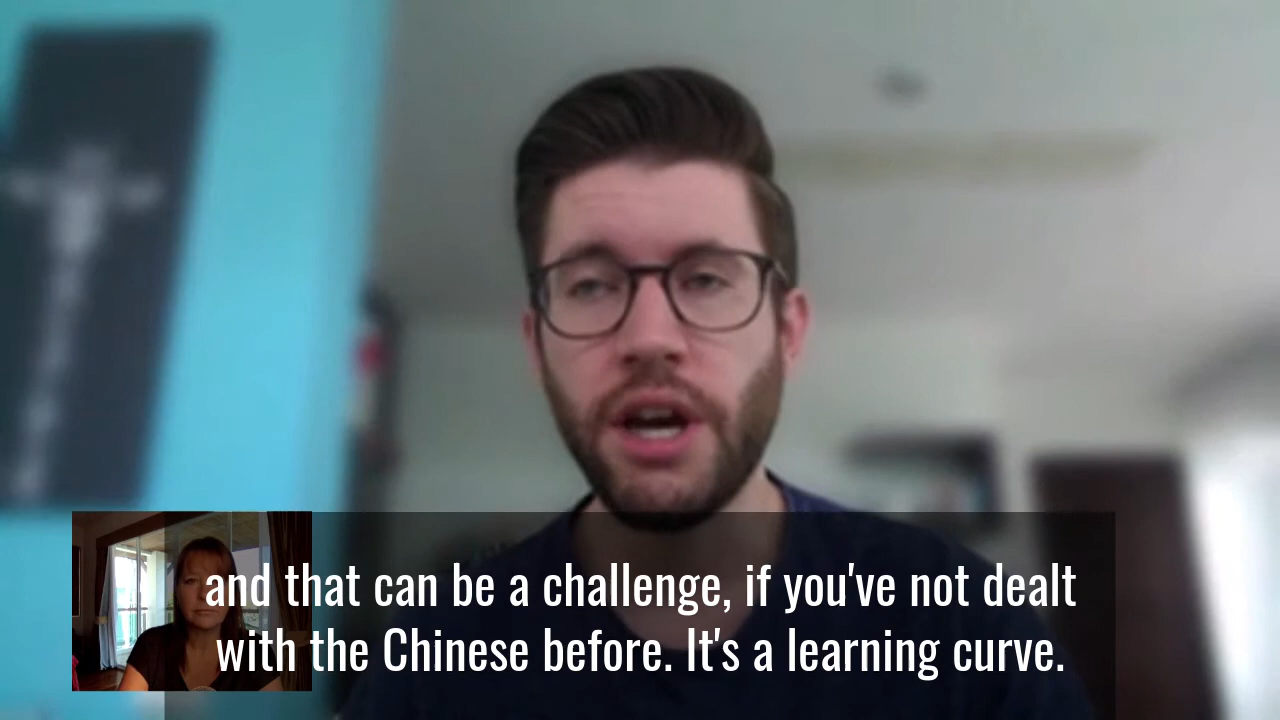 and that can be a challenge, if you've not dealt
with the Chinese before. It's a learning curve.